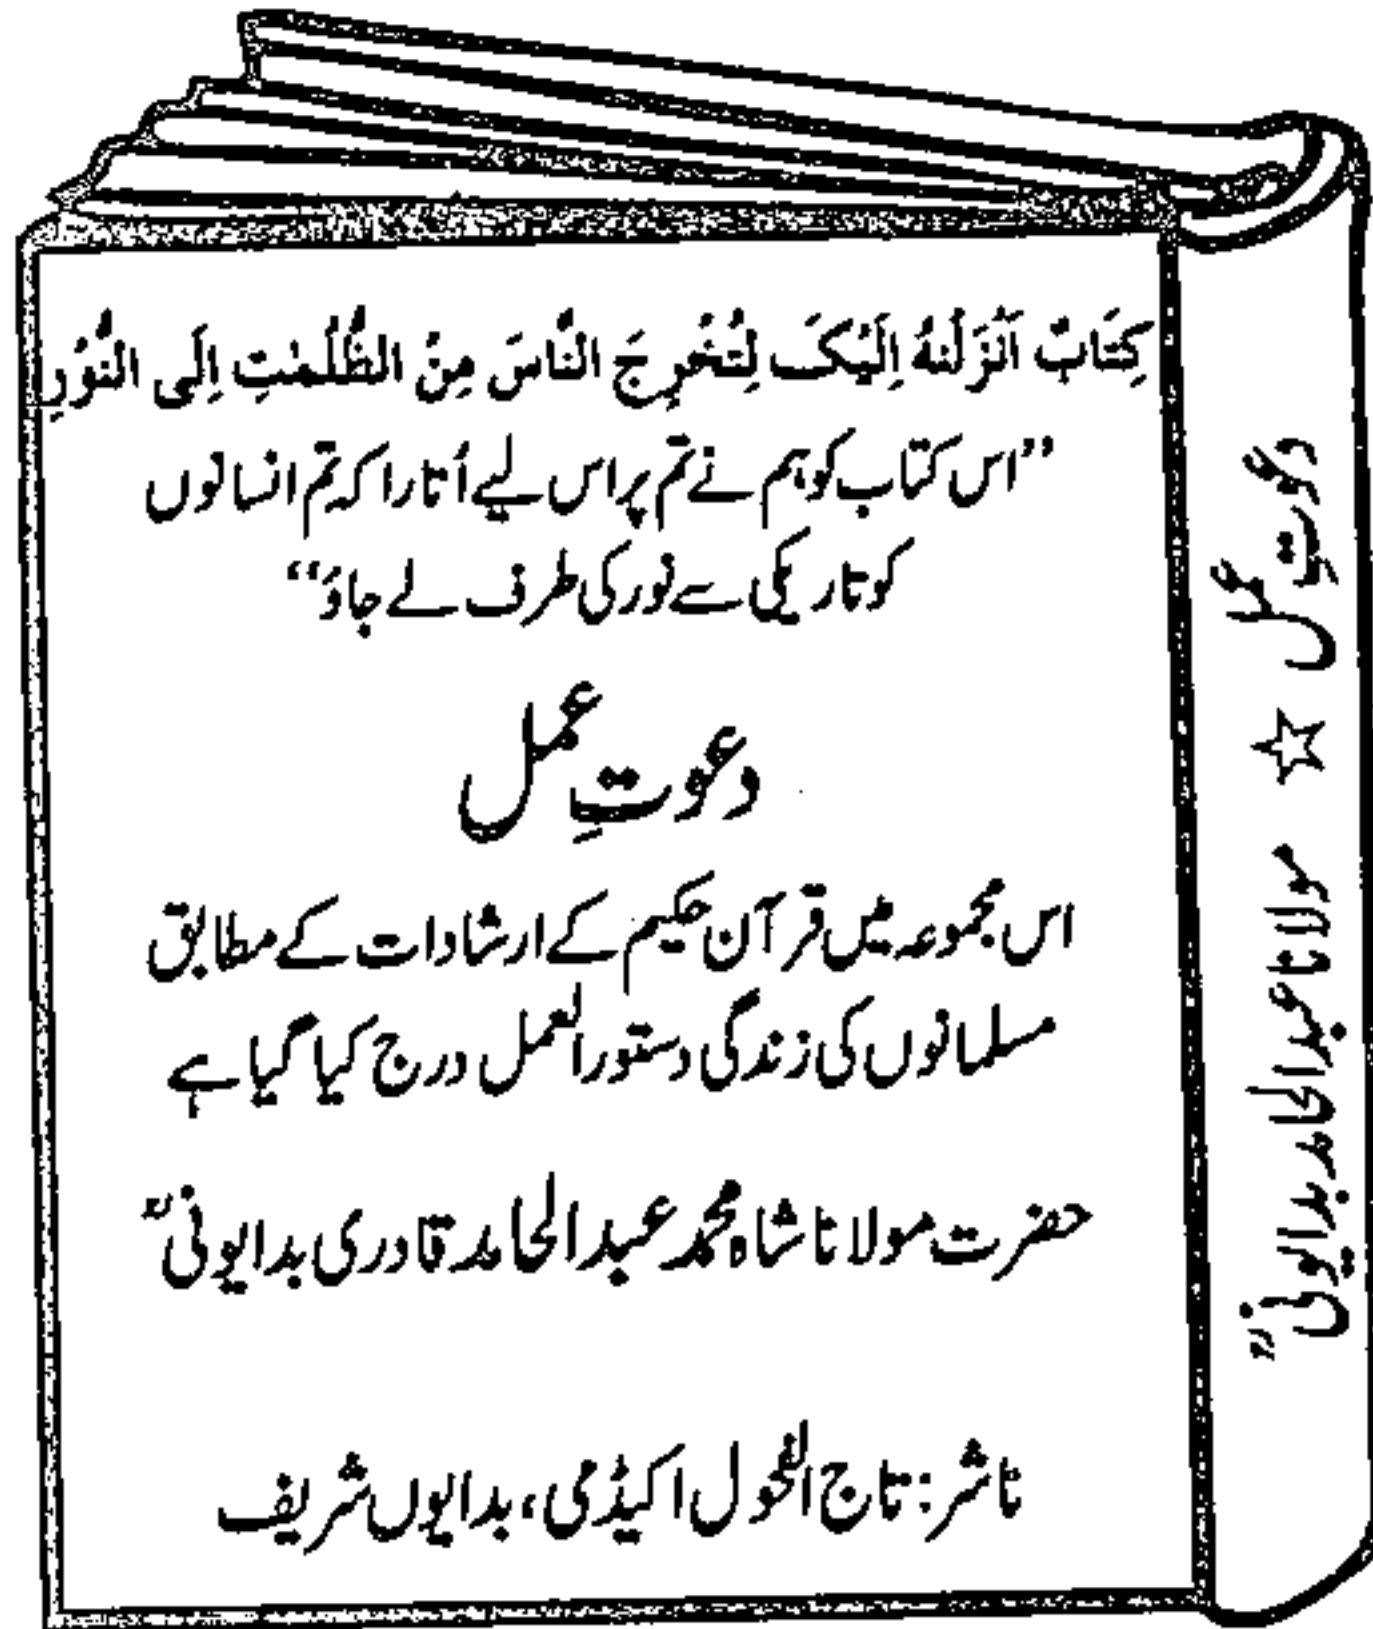 کِتَابٌ اَنْزَلْنٰهُ اِلَیْکَ لِتُخْرِجَ النَّاسَ مِنَ الظُّلُمٰتِ اِلَی النُّوْرِ
’’اس کتاب کو ہم نے تم پر اس لیے اُتارا کہ تم انسانوں
کو تاریکی سے نور کی طرف لے جاؤ‘‘
دعوتِ عمل
اس مجموعہ میں قرآن حکیم کے ارشادات کے مطابق
مسلمانوں کی زندگی دستورالعمل درج کیا گیا ہے
حضرت مولانا شاہ محمد عبدالحامد قادری بدایونیؒ
ناشر: تاج الفحول اکیڈمی، بدایوں شریف
دعوتِ عمل ☆ مولانا عبدالحامد بدایونیؒ